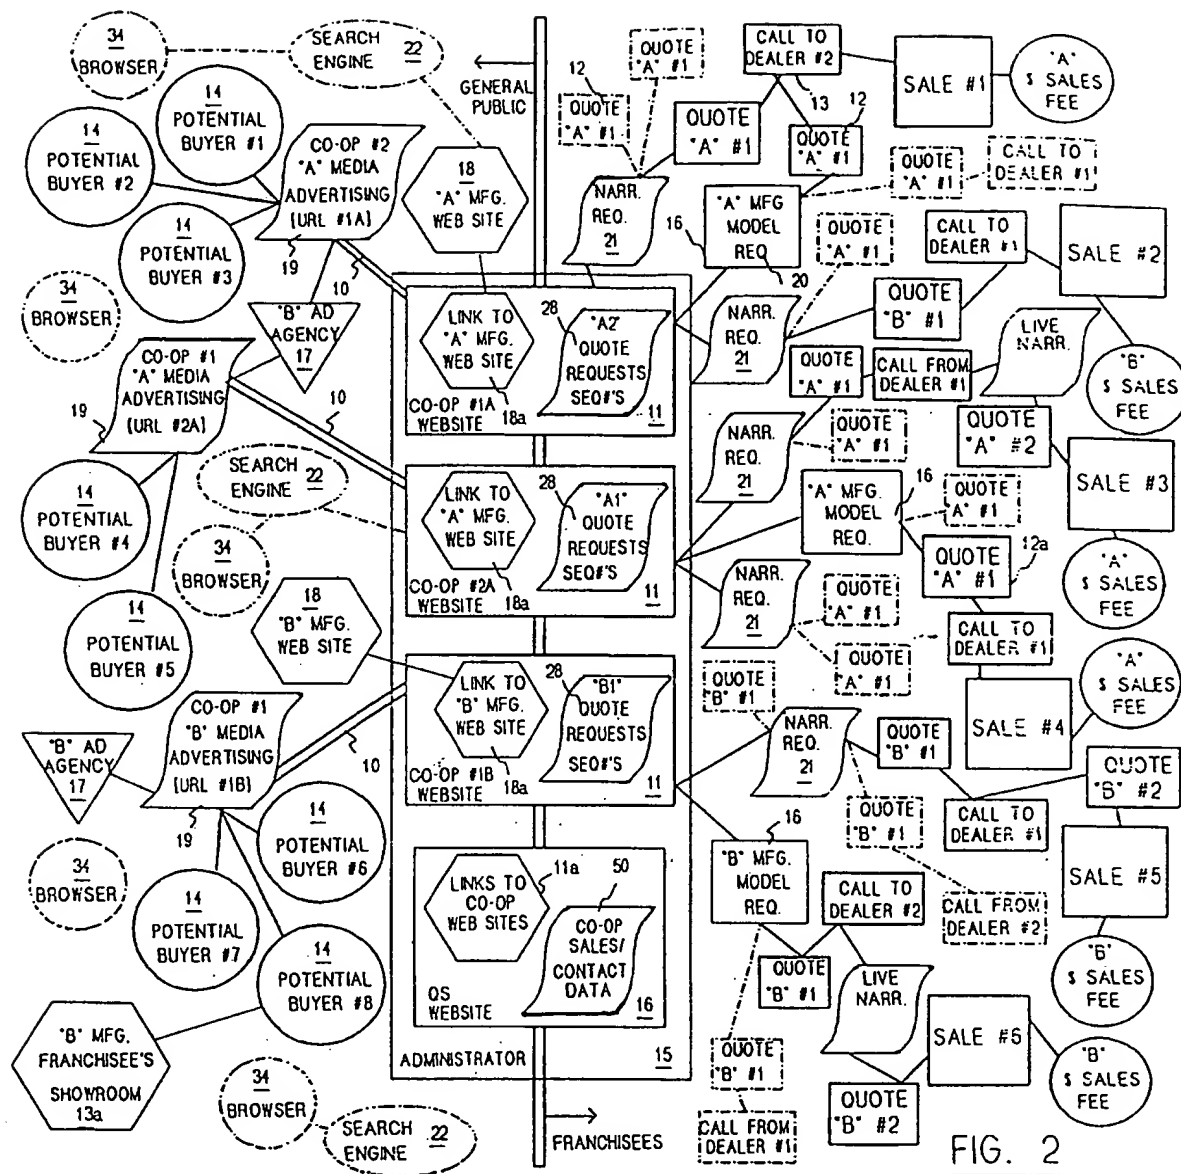 34
BROWSER
SEARCH
ENGINE 22
GENERAL
PUBLIC
14
POTENTIAL
BUYER #1
14
POTENTIAL
BUYER #2
14
POTENTIAL
BUYER #3
CO-OP #2
"A" MEDIA
ADVERTISING
[URL #1A]
19
10
18
"A" MFG.
WEB SITE
34
BROWSER
"B" AD
AGENCY
17
CO-OP #1
"A" MEDIA
ADVERTISING
[URL #2A]
19
10
SEARCH
ENGINE 22
14
POTENTIAL
BUYER #4
34
BROWSER
14
POTENTIAL
BUYER #5
18
"B" MFG.
WEB SITE
CO-OP #1
"B" MEDIA
ADVERTISING
[URL #1B]
19
10
"B" AD
AGENCY
17
34
BROWSER
14
POTENTIAL
BUYER #6
14
POTENTIAL
BUYER #7
14
POTENTIAL
BUYER #8
"B" MFG.
FRANCHISEE'S
SHOWROOM
13a
34
BROWSER
SEARCH
ENGINE 22
LINK TO
"A" MFG.
WEB SITE
18a
28
"A2"
QUOTE
REQUESTS
SEQ#'S
CO-OP #1A
WEBSITE
11
LINK TO
"A" MFG.
WEB SITE
18a
28
"A1"
QUOTE
REQUESTS
SEQ#'S
CO-OP #2A
WEBSITE
11
LINK TO
"B" MFG.
WEB SITE
18a
28
"B1"
QUOTE
REQUESTS
SEQ#'S
CO-OP #1B
WEBSITE
11
LINKS TO
CO-OP
WEB SITES
11a
50
CO-OP
SALES/
CONTACT
DATA
QS
WEBSITE
16
ADMINISTRATOR
15
FRANCHISEES
12
QUOTE
"A" #1
QUOTE
"A" #1
CALL TO
DEALER #2
13
SALE #1
"A"
$ SALES
FEE
QUOTE
"A" #1
12
QUOTE
"A" #1
NARR.
REQ.
21
16
"A" MFG
MODEL
REQ
20
QUOTE
"A" #1
CALL TO
DEALER #1
QUOTE
"A" #1
CALL TO
DEALER #1
SALE #2
NARR.
REQ.
21
QUOTE
"B" #1
LIVE
NARR.
"B"
$ SALES
FEE
QUOTE
"A" #1
CALL FROM
DEALER #1
NARR.
REQ.
21
QUOTE
"A" #1
QUOTE
"A" #2
SALE #3
16
"A" MFG.
MODEL
REQ.
QUOTE
"A" #1
QUOTE
"A" #1
12a
"A"
$ SALES
FEE
NARR.
REQ.
21
QUOTE
"A" #1
QUOTE
"A" #1
CALL TO
DEALER #1
"A"
$ SALES
FEE
SALE #4
QUOTE
"B" #1
NARR.
REQ.
21
QUOTE
"B" #1
QUOTE
"B" #2
CALL TO
DEALER #1
QUOTE
"B" #1
16
"B" MFG.
MODEL
REQ.
SALE #5
CALL TO
DEALER #2
CALL FROM
DEALER #2
QUOTE
"B" #1
LIVE
NARR.
"B"
$ SALES
FEE
SALE #6
QUOTE
"B" #1
"B"
$ SALES
FEE
QUOTE
"B" #2
CALL FROM
DEALER #1
FIG. 2